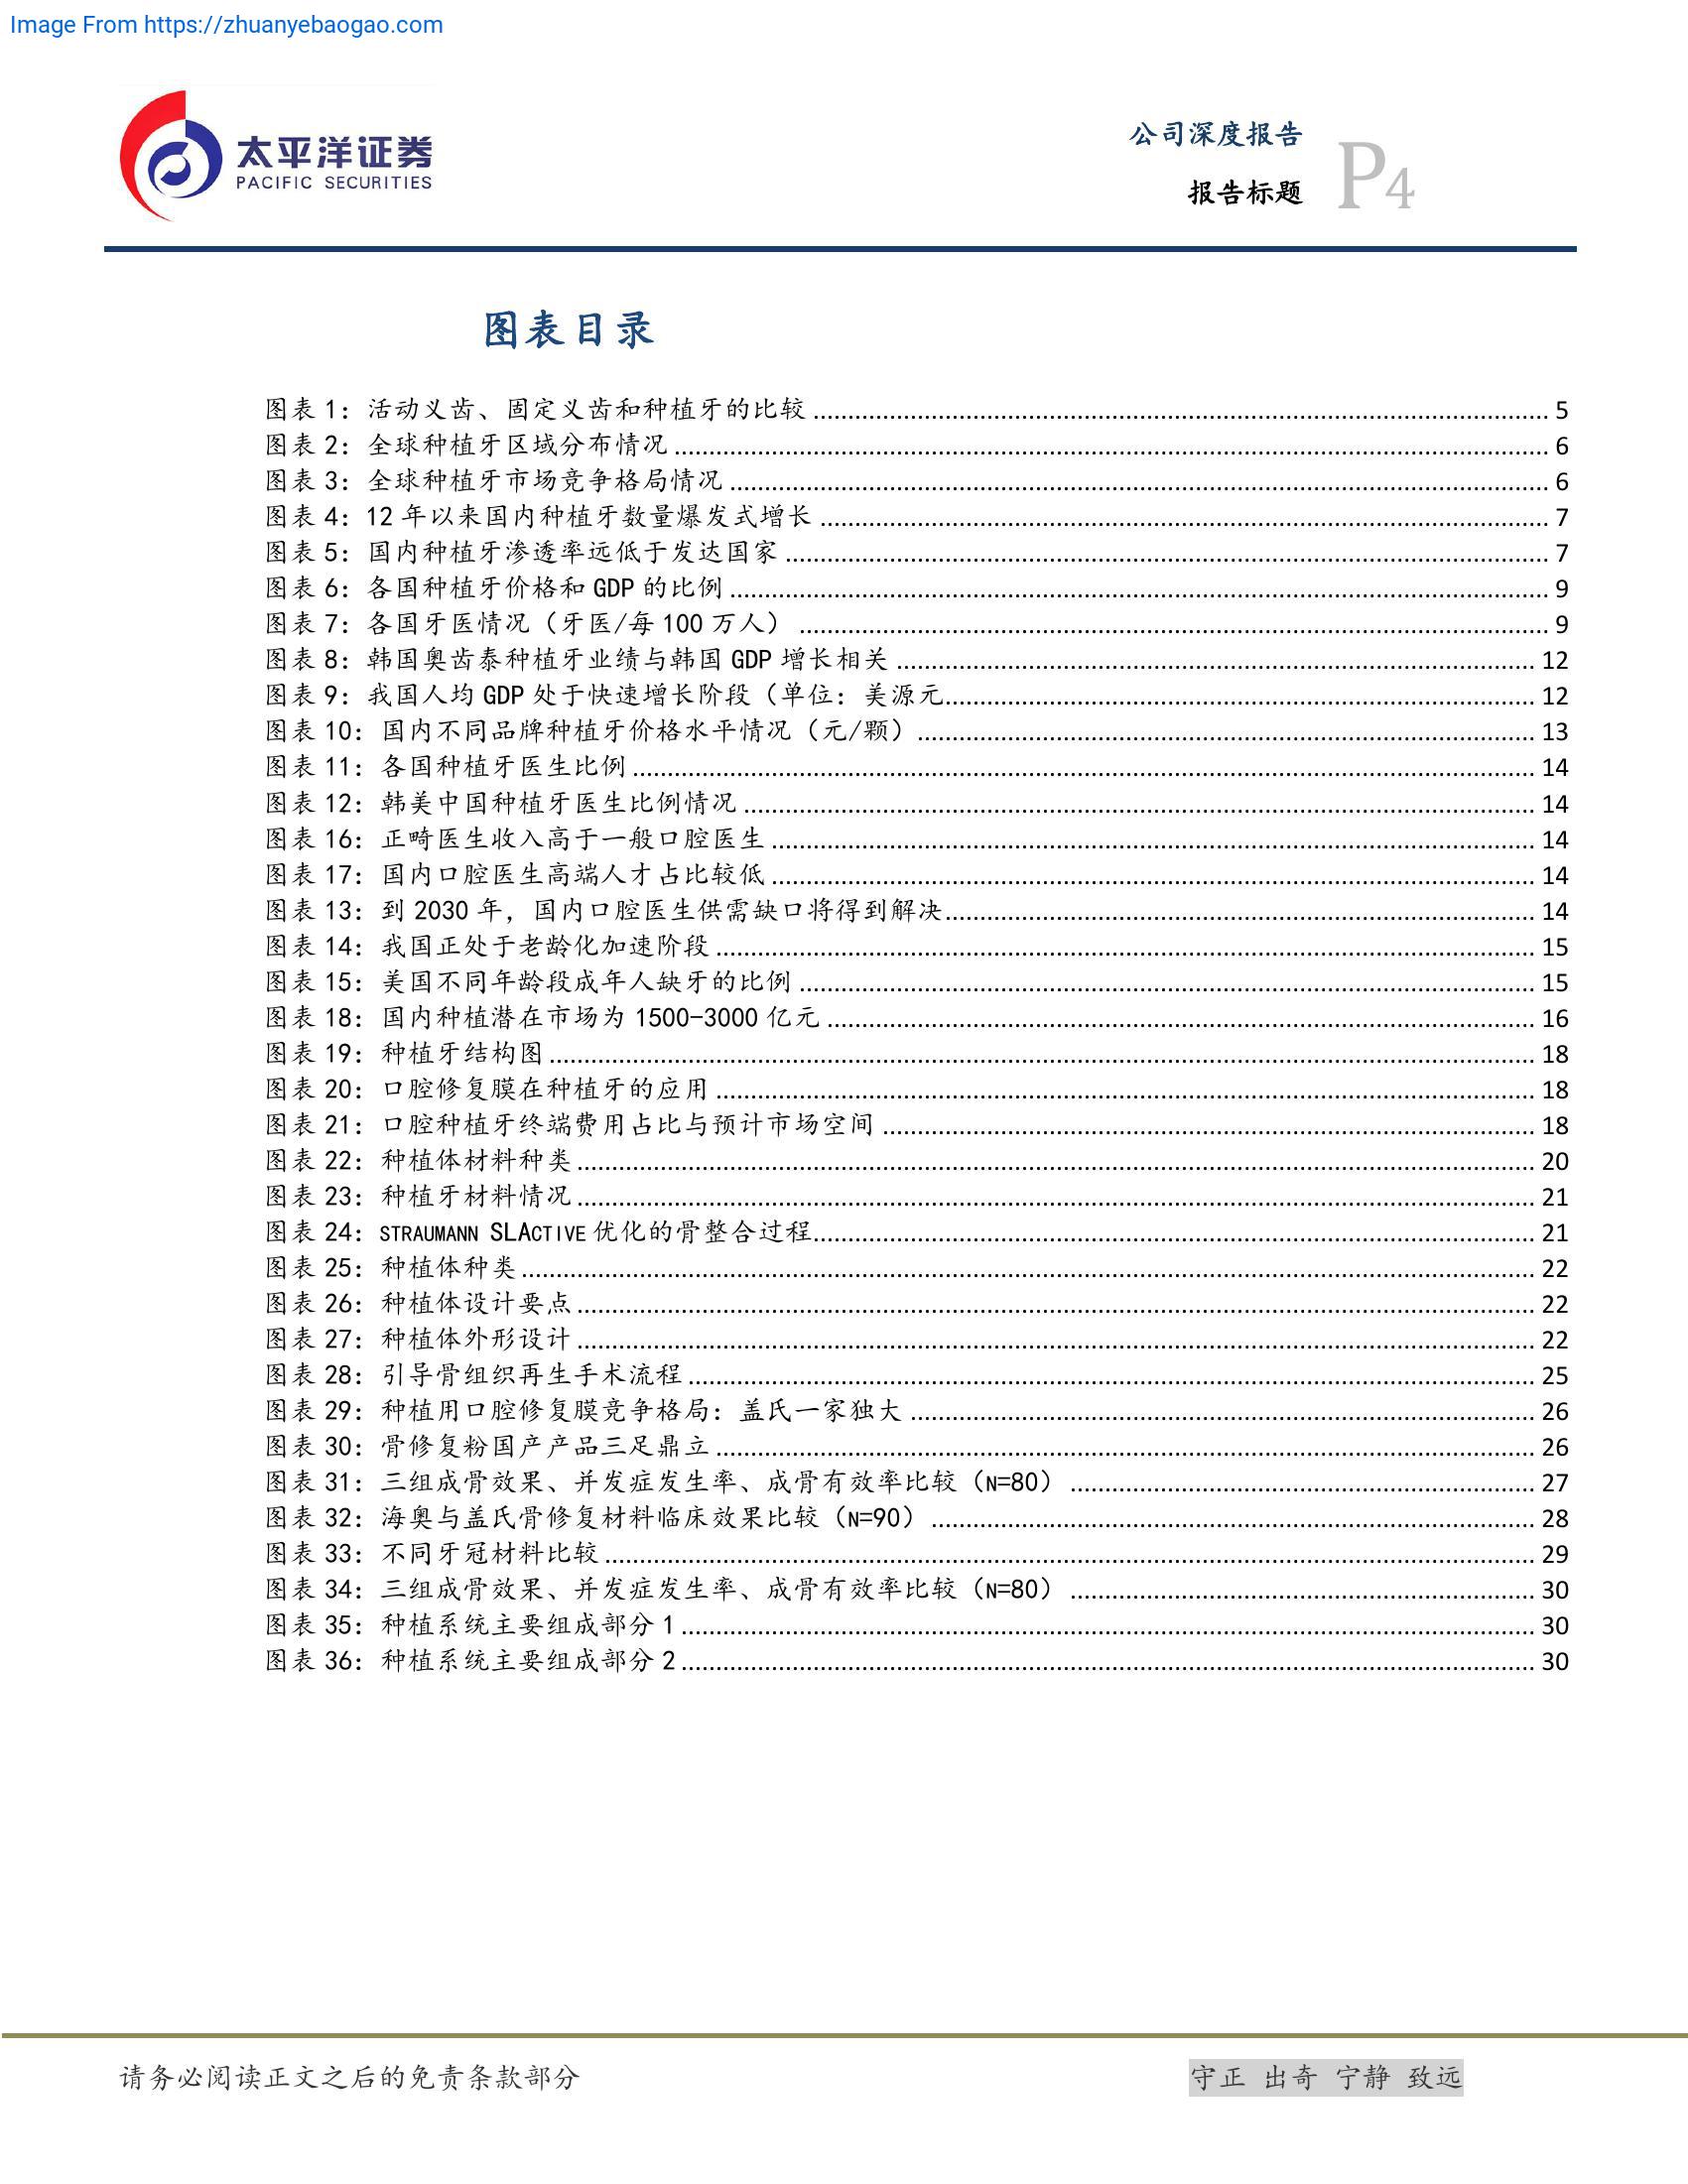 Image From https://zhuanyebaogao.com
太平洋证券
PACIFIC SECURITIES
公司深度报告
报告标题
P4
图表目录
图表 1：活动义齿、固定义齿和种植牙的比较 5
图表 2：全球种植牙区域分布情况 6
图表 3：全球种植牙市场竞争格局情况 6
图表 4：12 年以来国内种植牙数量爆发式增长 7
图表 5：国内种植牙渗透率远低于发达国家 7
图表 6：各国种植牙价格和 GDP 的比例 9
图表 7：各国牙医情况（牙医/每 100 万人） 9
图表 8：韩国奥齿泰种植牙业绩与韩国 GDP 增长相关 12
图表 9：我国人均 GDP 处于快速增长阶段（单位：美源元 12
图表 10：国内不同品牌种植牙价格水平情况（元/颗） 13
图表 11：各国种植牙医生比例 14
图表 12：韩美中国种植牙医生比例情况 14
图表 16：正畸医生收入高于一般口腔医生 14
图表 17：国内口腔医生高端人才占比较低 14
图表 13：到 2030 年，国内口腔医生供需缺口将得到解决 14
图表 14：我国正处于老龄化加速阶段 15
图表 15：美国不同年龄段成年人缺牙的比例 15
图表 18：国内种植潜在市场为 1500-3000 亿元 16
图表 19：种植牙结构图 18
图表 20：口腔修复膜在种植牙的应用 18
图表 21：口腔种植牙终端费用占比与预计市场空间 18
图表 22：种植体材料种类 20
图表 23：种植牙材料情况 21
图表 24：STRAUMANN SLACTIVE 优化的骨整合过程 21
图表 25：种植体种类 22
图表 26：种植体设计要点 22
图表 27：种植体外形设计 22
图表 28：引导骨组织再生手术流程 25
图表 29：种植用口腔修复膜竞争格局：盖氏一家独大 26
图表 30：骨修复粉国产产品三足鼎立 26
图表 31：三组成骨效果、并发症发生率、成骨有效率比较（N=80） 27
图表 32：海奥与盖氏骨修复材料临床效果比较（N=90） 28
图表 33：不同牙冠材料比较 29
图表 34：三组成骨效果、并发症发生率、成骨有效率比较（N=80） 30
图表 35：种植系统主要组成部分 1 30
图表 36：种植系统主要组成部分 2 30
请务必阅读正文之后的免责条款部分
守正 出奇 宁静 致远